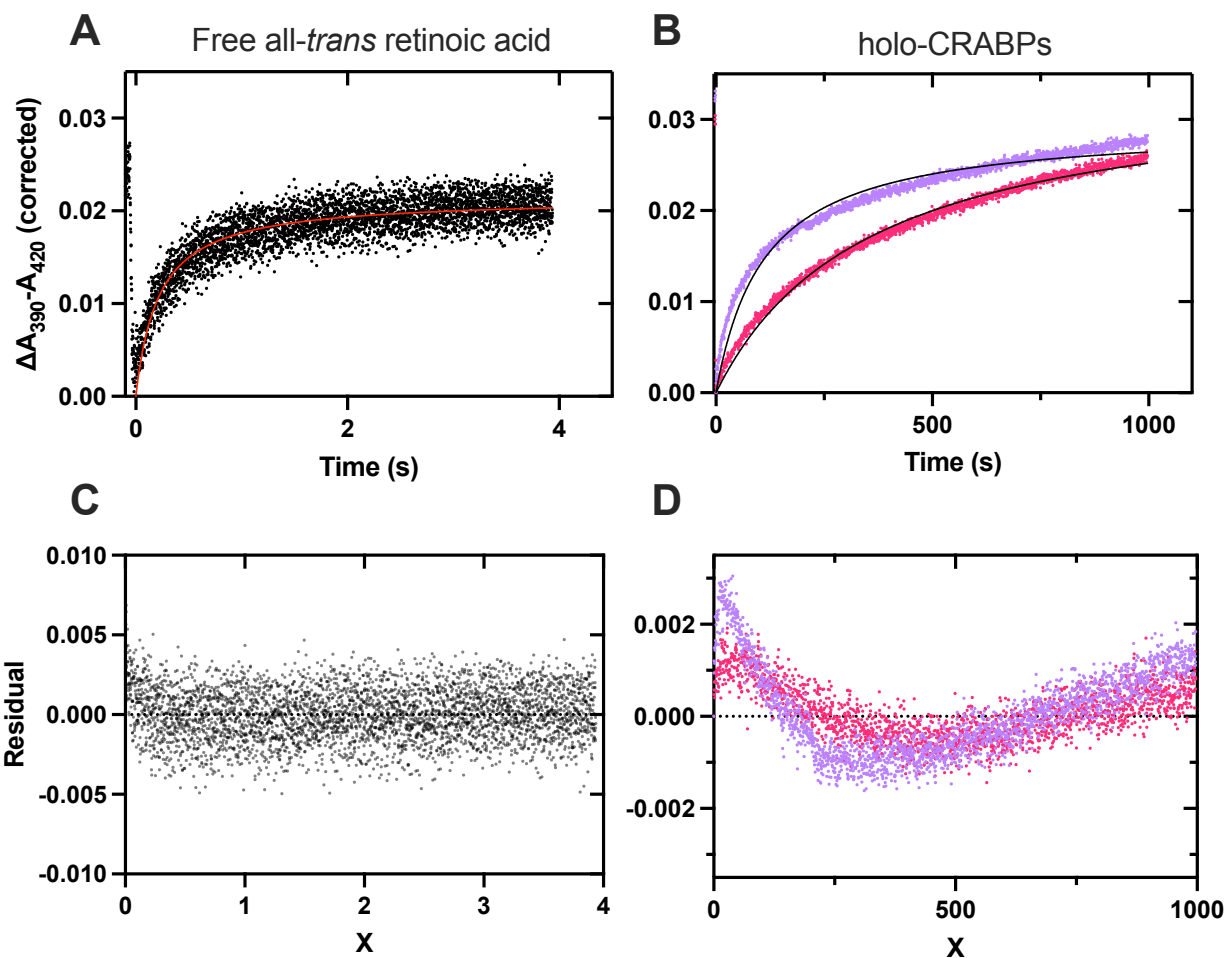 A
Free all-trans retinoic acid
B
holo-CRABPs
ΔA390-A420 (corrected)
0.03
0.02
0.01
0.00
0
2
4
Time (s)
0.03
0.02
0.01
0.00
0
500
1000
Time (s)
C
D
Residual
0.010
0.005
0.000
-0.005
-0.010
0
1
2
3
4
X
0.002
0.000
-0.002
0
500
1000
X